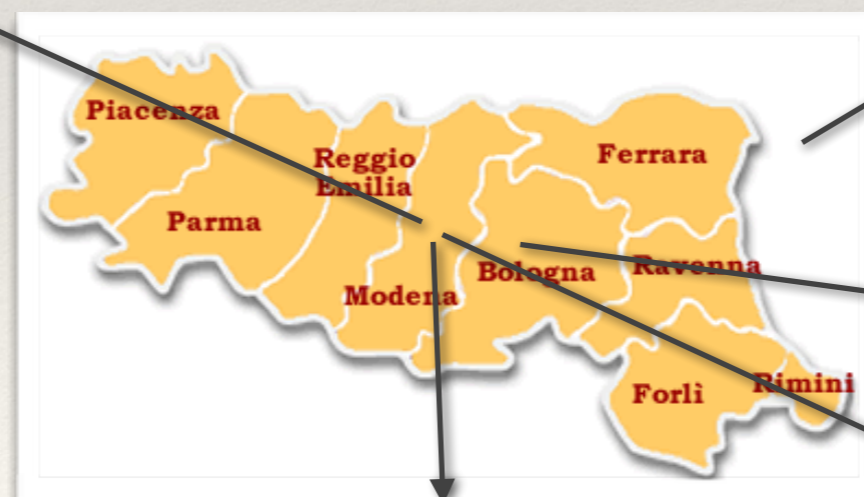 Piacenza
Ferrara
Reggio
Emilia
Parma
Ravenna
Bologna
Modena
Rimini
Forlì